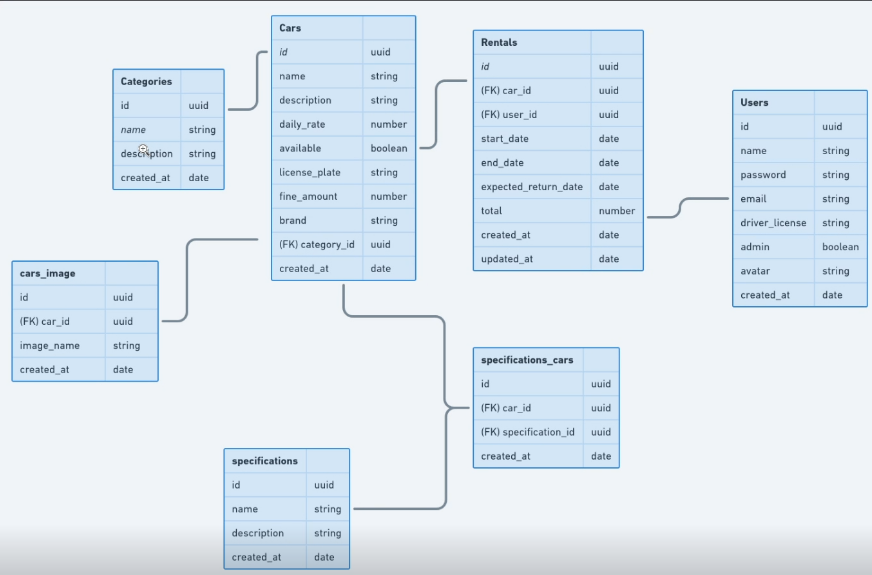 Categories
id uuid
name string
description string
created_at date
Cars
id uuid
name string
description string
daily_rate number
available boolean
license_plate string
fine_amount number
brand string
(FK) category_id uuid
created_at date
Rentals
id uuid
(FK) car_id uuid
(FK) user_id uuid
start_date date
end_date date
expected_return_date date
total number
created_at date
updated_at date
Users
id uuid
name string
password string
email string
driver_license string
admin boolean
avatar string
created_at date
cars_image
id uuid
(FK) car_id uuid
image_name string
created_at date
specifications_cars
id uuid
(FK) car_id uuid
(FK) specification_id uuid
created_at date
specifications
id uuid
name string
description string
created_at date